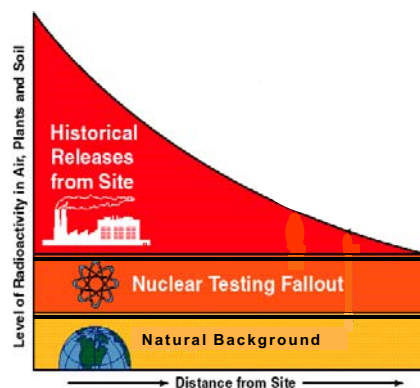 Level of Radioactivity in Air, Plants and Soil
Historical
Releases
from Site
Nuclear Testing Fallout
Natural Background
Distance from Site